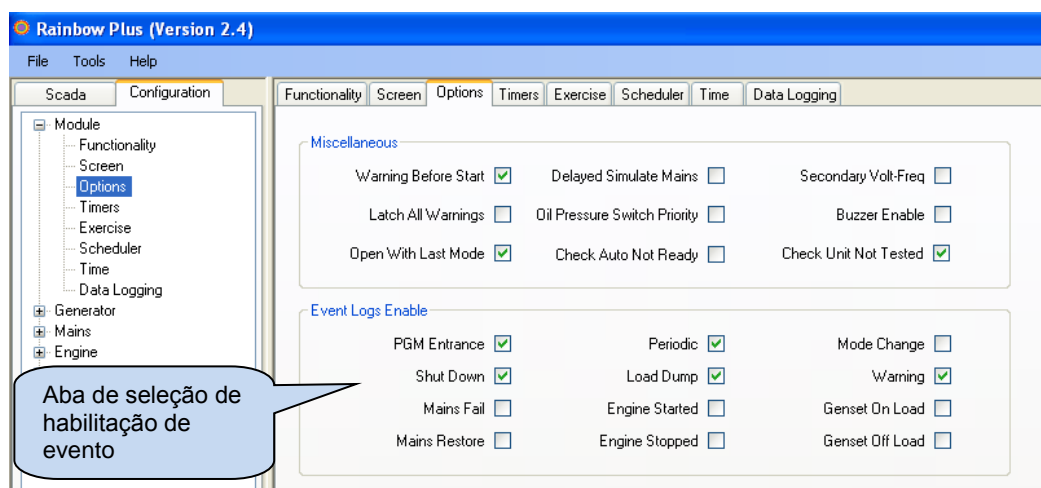 Rainbow Plus (Version 2.4)
File Tools Help
Scada Configuration
Module
Functionality
Screen
Options
Timers
Exercise
Scheduler
Time
Data Logging
Generator
Mains
Engine
Aba de seleção de
habilitação de
evento
Functionality Screen Options Timers Exercise Scheduler Time Data Logging
Miscellaneous
Warning Before Start Delayed Simulate Mains Secondary Volt-Freq
Latch All Warnings Oil Pressure Switch Priority Buzzer Enable
Open With Last Mode Check Auto Not Ready Check Unit Not Tested
Event Logs Enable
PGM Entrance Periodic Mode Change
Shut Down Load Dump Warning
Mains Fail Engine Started Genset On Load
Mains Restore Engine Stopped Genset Off Load